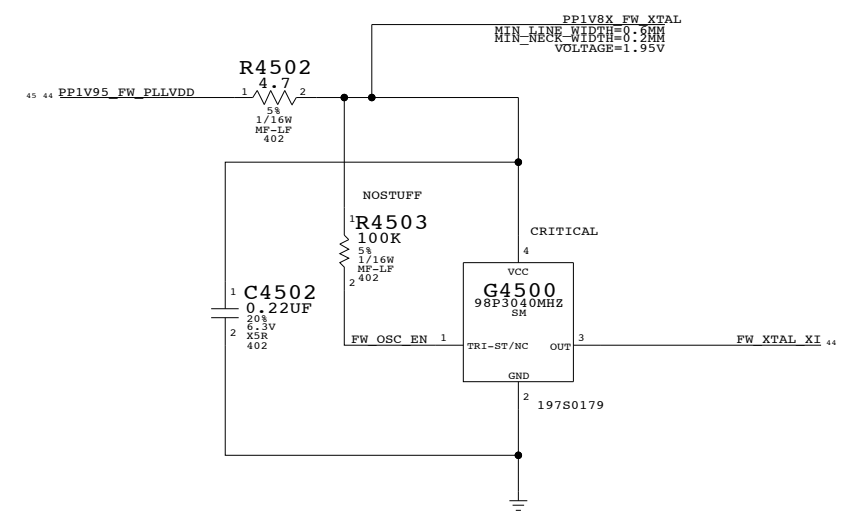 PP1V8X_FW_XTAL
MIN_LINE_WIDTH=0.6MM
MIN_NECK_WIDTH=0.2MM
VOLTAGE=1.95V
R4502
4.7
45 44 PP1V95_FW_PLLVDD 1 2
5%
1/16W
MF-LF
402
NOSTUFF
1 R4503
100K
5%
1/16W
MF-LF
2 402
CRITICAL
4
VCC
G4500
98P3040MHZ
SM
1 C4502
0.22UF
20%
2 6.3V
X5R
402
FW_OSC_EN 1 TRI-ST/NC OUT 3 FW_XTAL_XI 44
GND
2 197S0179